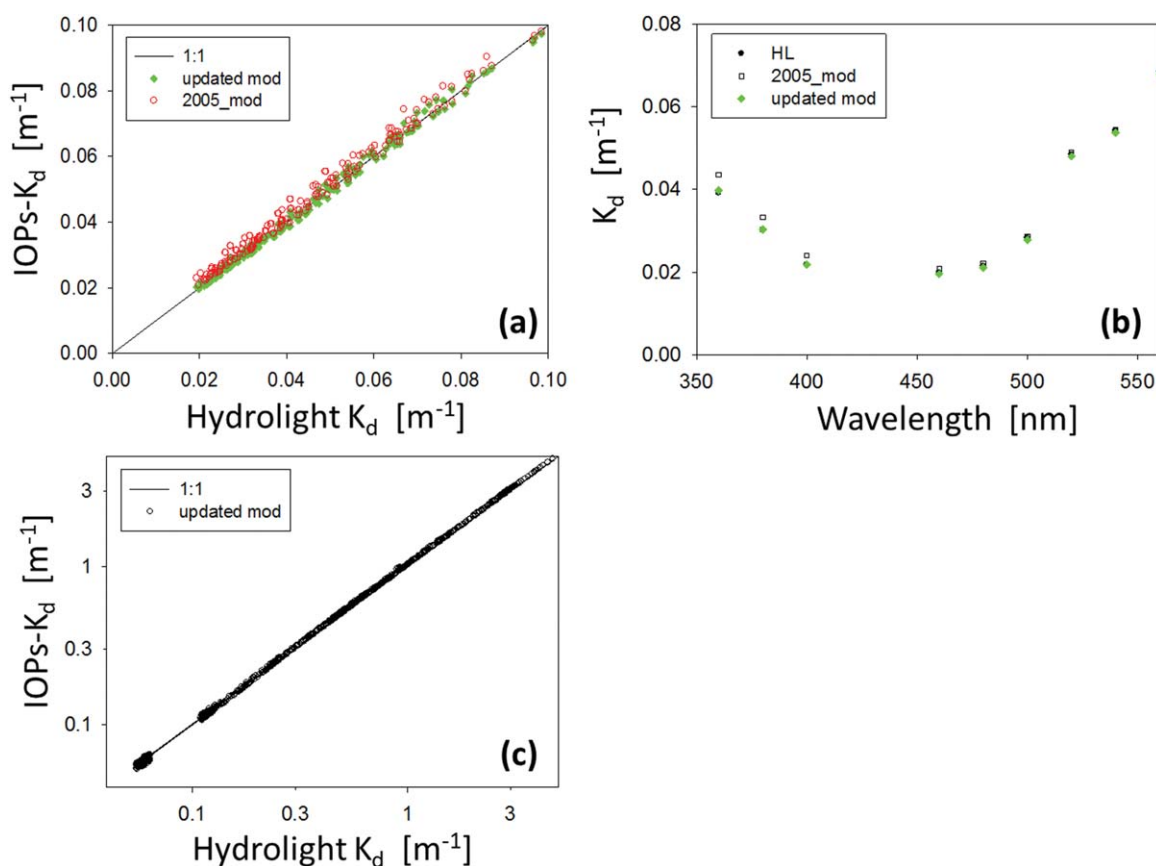 0.10
0.08
0.06
0.04
0.02
0.00
IOPs-Kd [m⁻¹]
1:1
updated mod
2005_mod
(a)
0.00 0.02 0.04 0.06 0.08 0.10
Hydrolight Kd [m⁻¹]
0.08
0.06
0.04
0.02
0.00
Kd [m⁻¹]
HL
2005_mod
updated mod
(b)
350 400 450 500 550
Wavelength [nm]
3
1
0.3
0.1
IOPs-Kd [m⁻¹]
1:1
updated mod
(c)
0.1 0.3 1 3
Hydrolight Kd [m⁻¹]